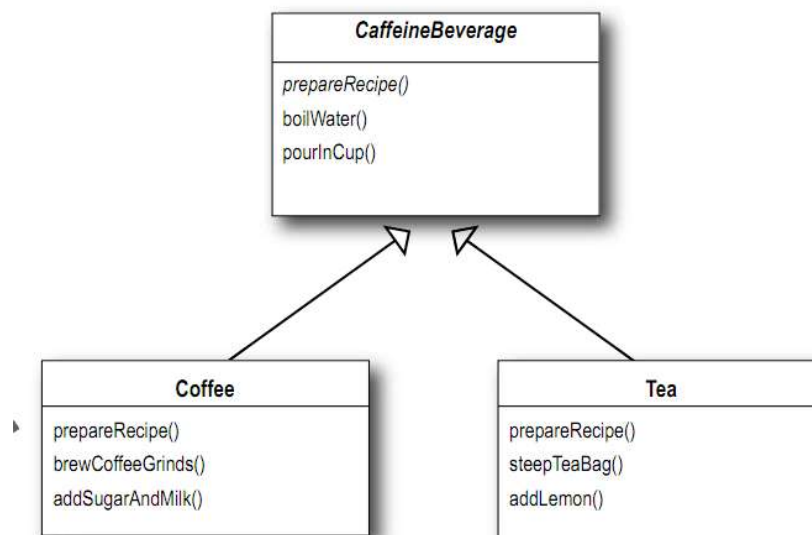 CaffeineBeverage
prepareRecipe()
boilWater()
pourInCup()
Coffee
prepareRecipe()
brewCoffeeGrinds()
addSugarAndMilk()
Tea
prepareRecipe()
steepTeaBag()
addLemon()